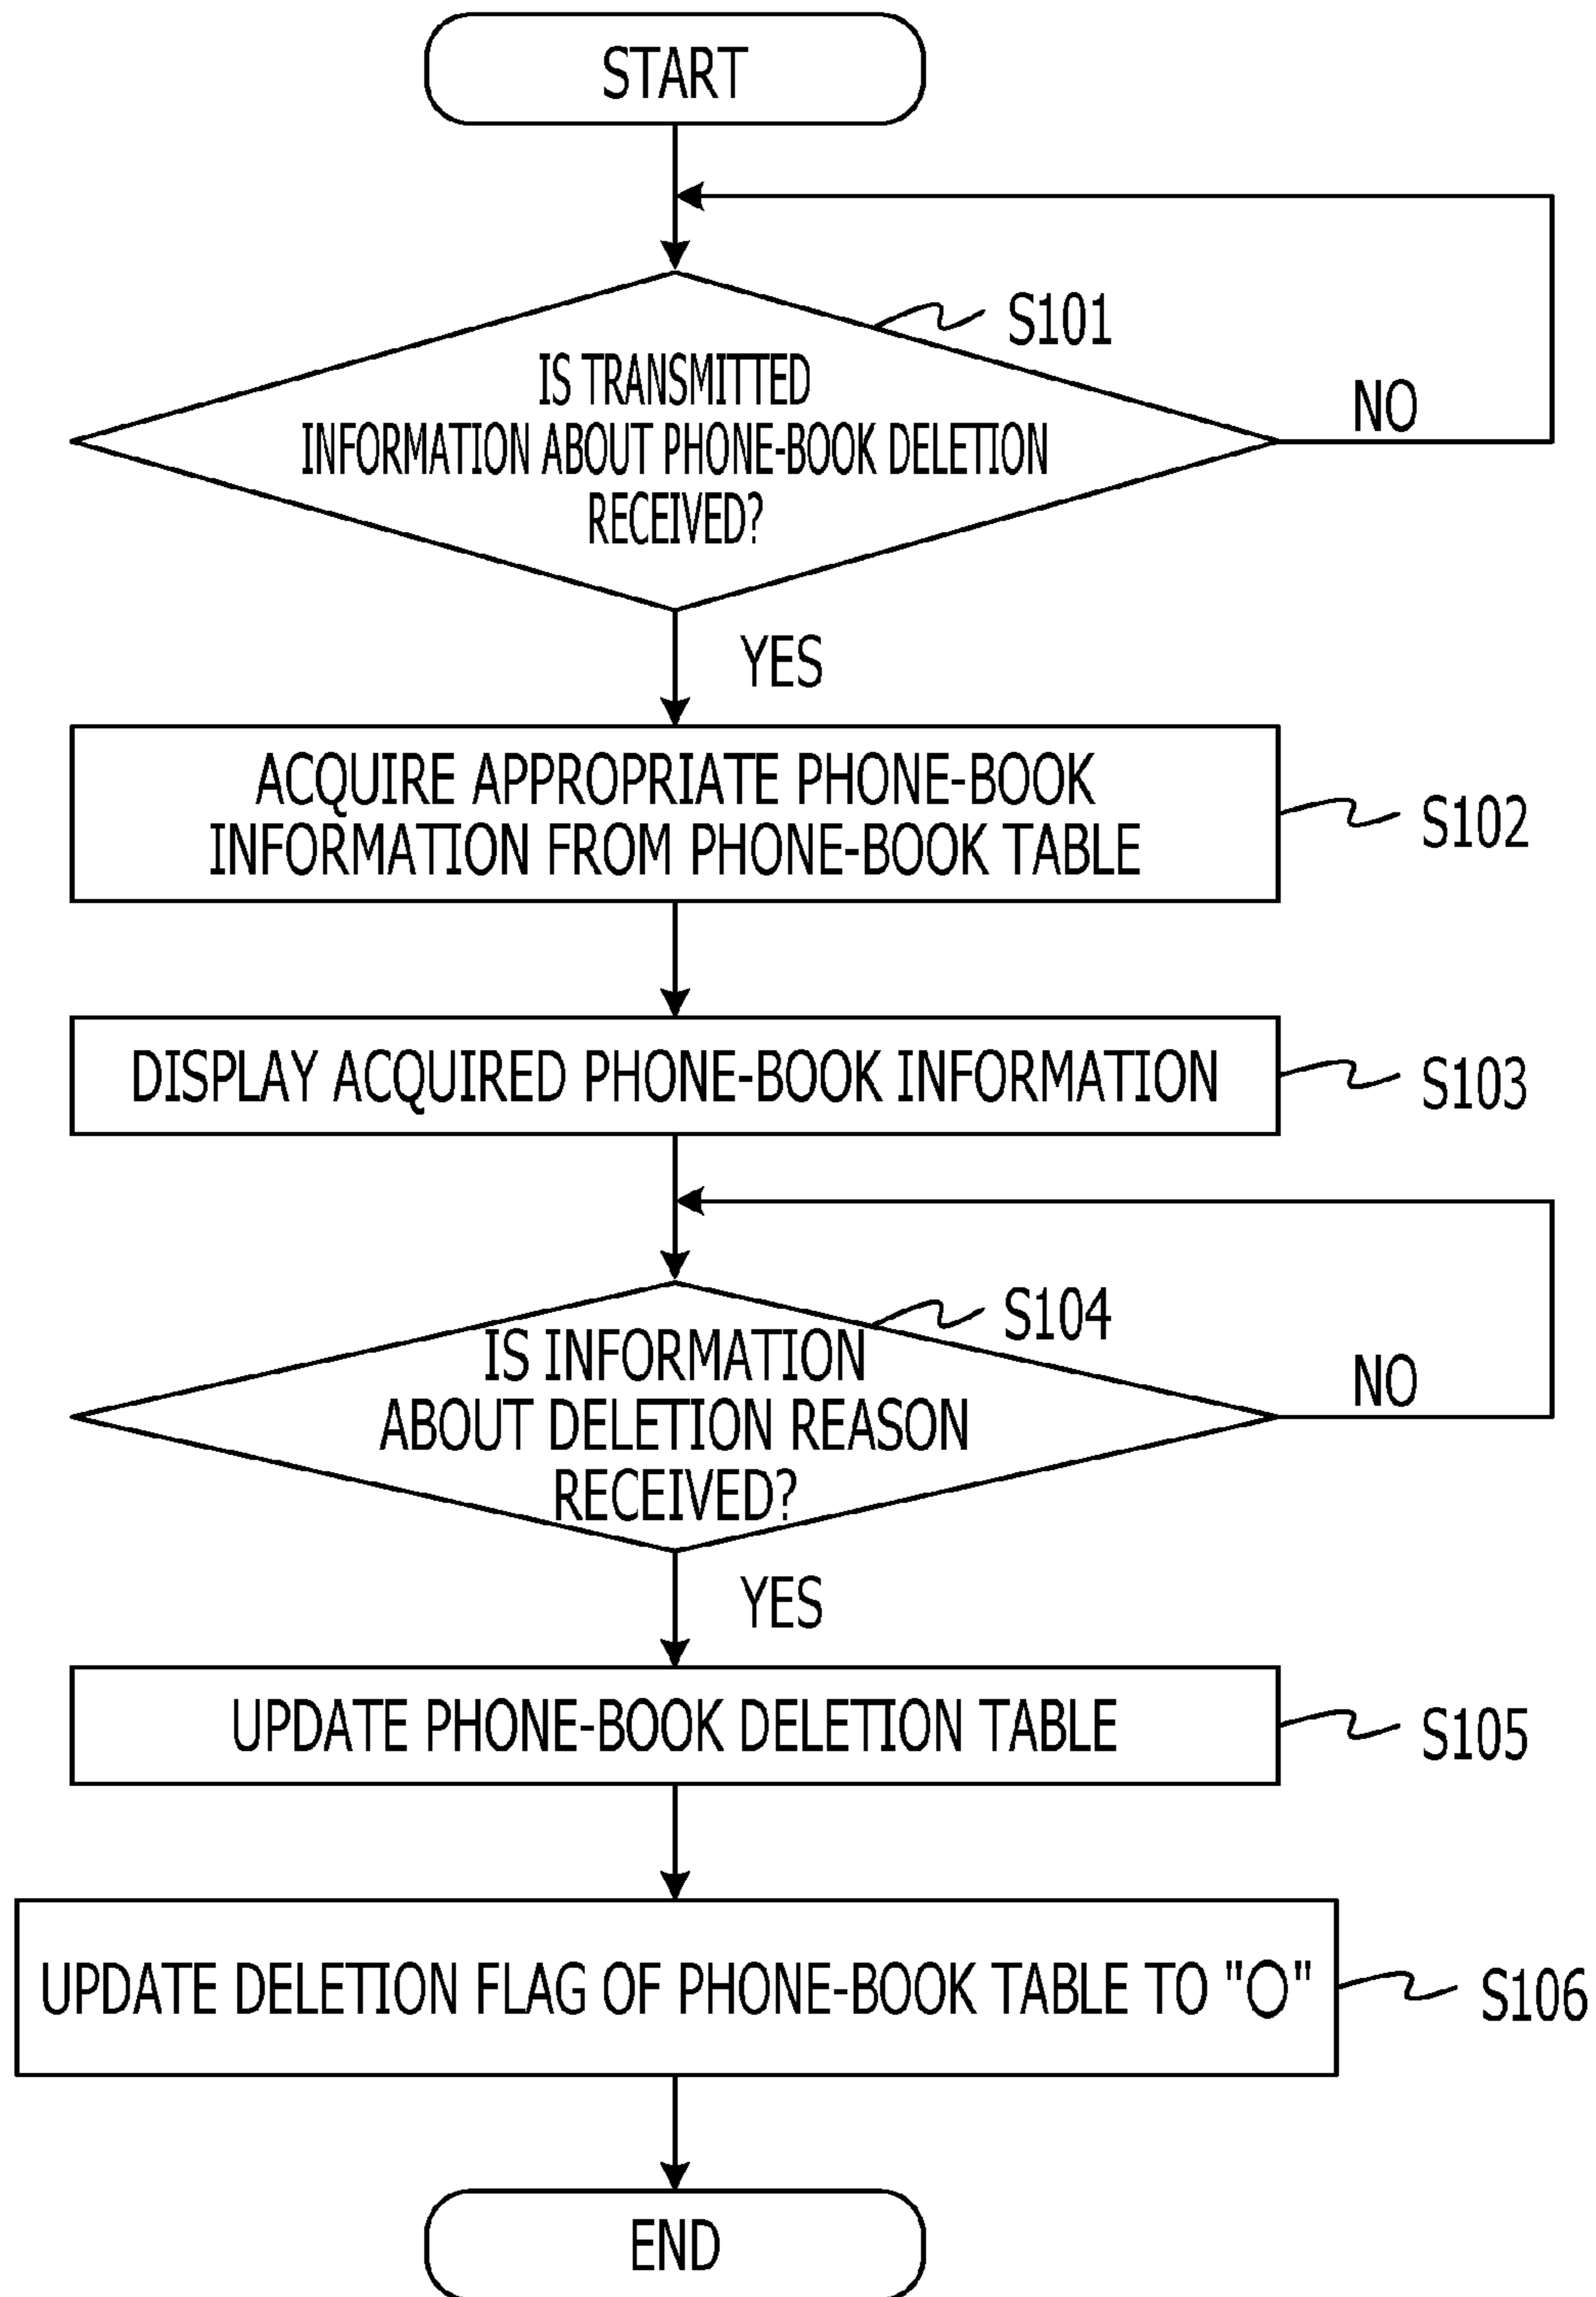 START
S101
IS TRANSMITTED
INFORMATION ABOUT PHONE-BOOK DELETION
RECEIVED?
NO
YES
ACQUIRE APPROPRIATE PHONE-BOOK
INFORMATION FROM PHONE-BOOK TABLE
S102
DISPLAY ACQUIRED PHONE-BOOK INFORMATION
S103
S104
IS INFORMATION
ABOUT DELETION REASON
RECEIVED?
NO
YES
UPDATE PHONE-BOOK DELETION TABLE
S105
UPDATE DELETION FLAG OF PHONE-BOOK TABLE TO "○"
S106
END